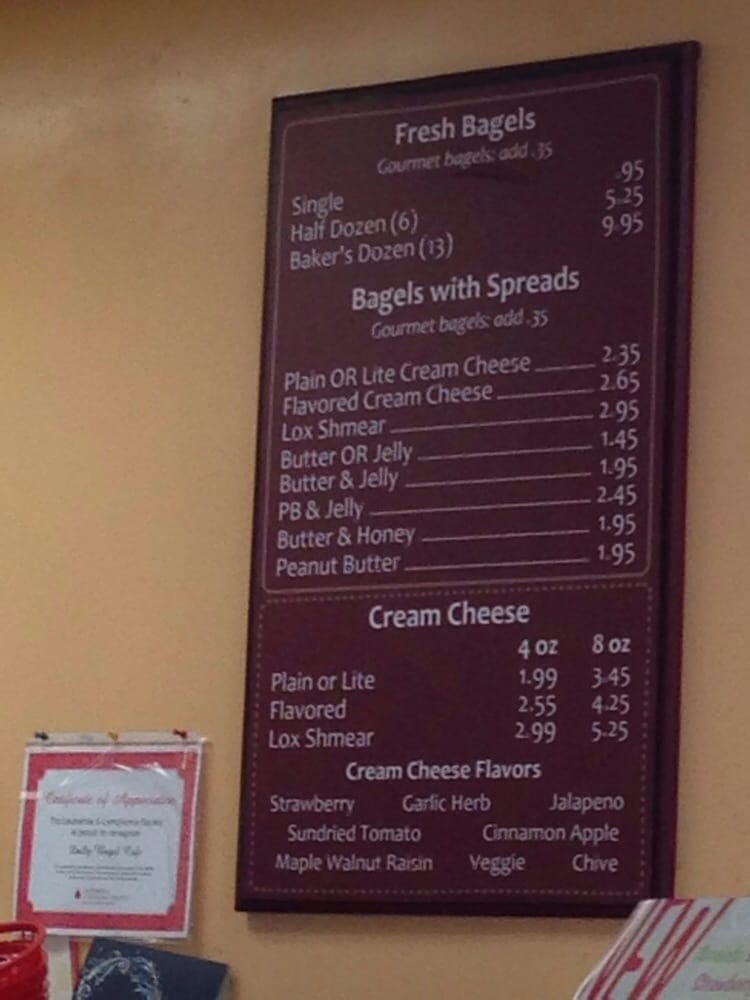 Fresh Bagels
Gourmet bagels: add .35
Single .95
Half Dozen (6) 5.25
Baker's Dozen (13) 9.95
Bagels with Spreads
Gourmet bagels: add .35
Plain OR Lite Cream Cheese 2.35
Flavored Cream Cheese 2.65
Lox Shmear 2.95
Butter OR Jelly 1.45
Butter & Jelly 1.95
PB & Jelly 2.45
Butter & Honey 1.95
Peanut Butter 1.95
Cream Cheese
4 oz 8 oz
Plain or Lite 1.99 3.45
Flavored 2.55 4.25
Lox Shmear 2.99 5.25
Cream Cheese Flavors
Strawberry Garlic Herb Jalapeno
Sundried Tomato Cinnamon Apple
Maple Walnut Raisin Veggie Chive
Certificate of Appreciation
NEW